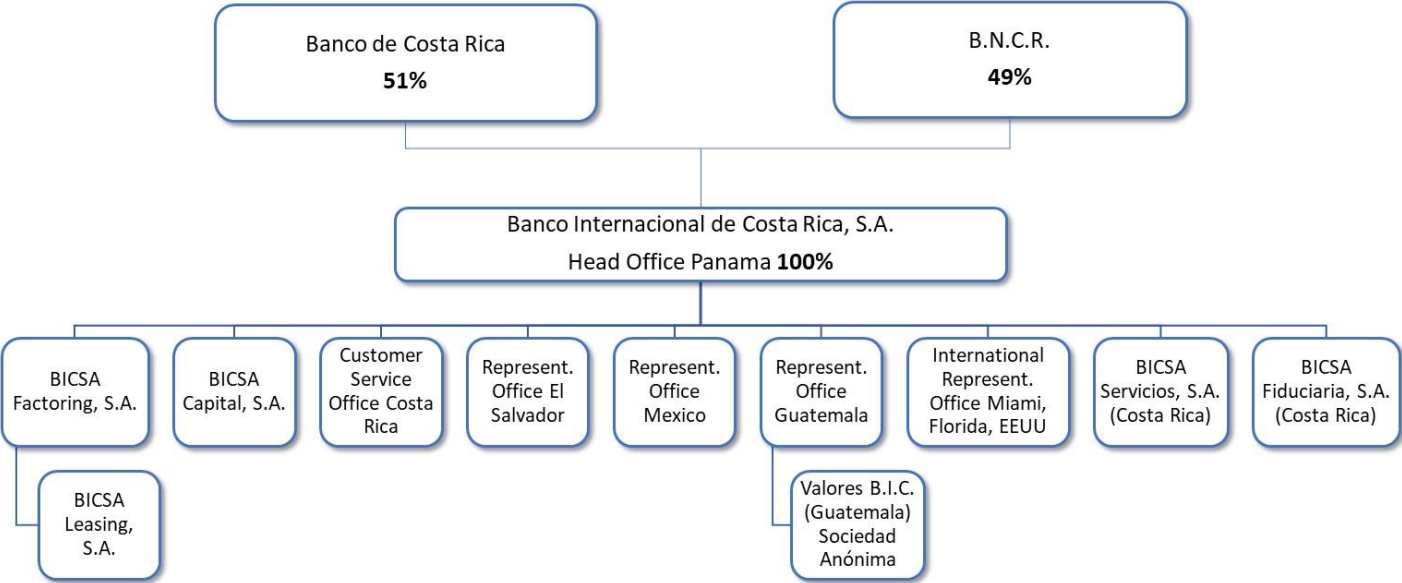 Banco de Costa Rica
51%
B.N.C.R.
49%
Banco Internacional de Costa Rica, S.A.
Head Office Panama 100%
BICSA
Factoring, S.A.
BICSA
Capital, S.A.
Customer
Service
Office Costa
Rica
Represent.
Office El
Salvador
Represent.
Office
Mexico
Represent.
Office
Guatemala
International
Represent.
Office Miami,
Florida, EEUU
BICSA
Servicios, S.A.
(Costa Rica)
BICSA
Fiduciaria, S.A.
(Costa Rica)
BICSA
Leasing,
S.A.
Valores B.I.C.
(Guatemala)
Sociedad
Anónima